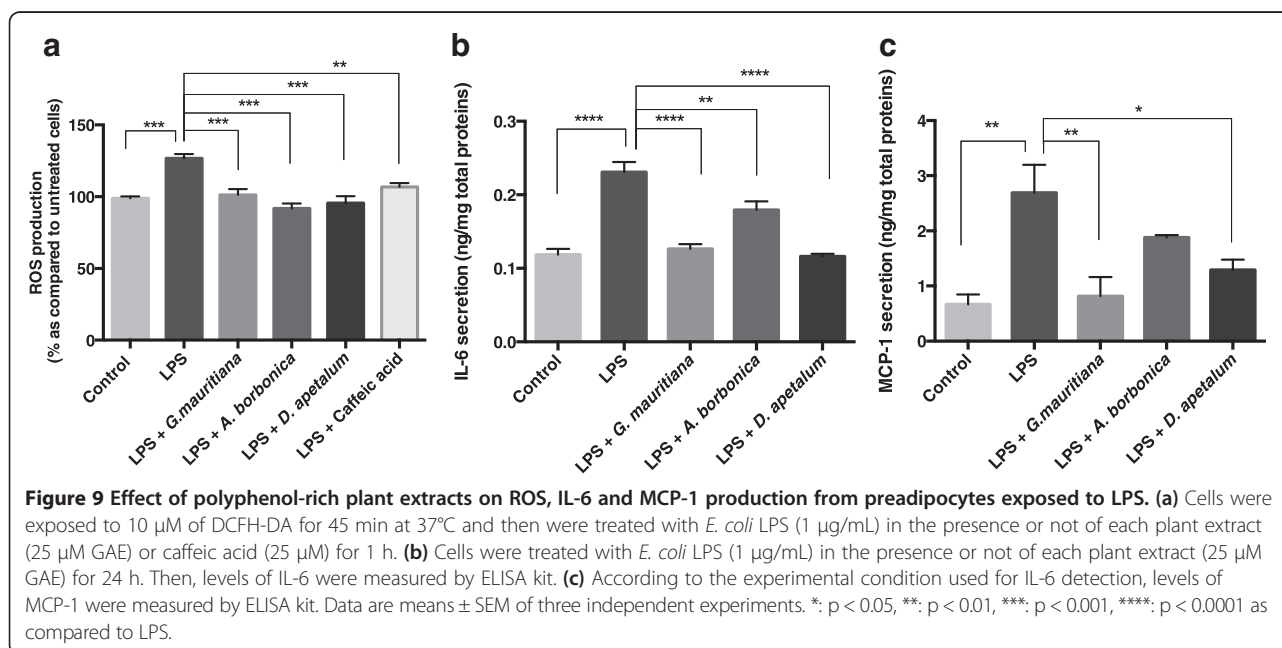 a
**
***
***
***
***
150
100
50
0
ROS production
(% as compared to untreated cells)
Control
LPS
LPS + G.mauritiana
LPS + A. borbonica
LPS + D. apetalum
LPS + Caffeic acid
b
****
**
****
****
0.3
0.2
0.1
0.0
IL-6 secretion (ng/mg total proteins)
Control
LPS
LPS + G. mauritiana
LPS + A. borbonica
LPS + D. apetalum
c
*
**
**
4
3
2
1
0
MCP-1 secretion (ng/mg total proteins)
Control
LPS
LPS + G.mauritiana
LPS + A. borbonica
LPS + D. apetalum
Figure 9 Effect of polyphenol-rich plant extracts on ROS, IL-6 and MCP-1 production from preadipocytes exposed to LPS. (a) Cells were
exposed to 10 μM of DCFH-DA for 45 min at 37°C and then were treated with E. coli LPS (1 μg/mL) in the presence or not of each plant extract
(25 μM GAE) or caffeic acid (25 μM) for 1 h. (b) Cells were treated with E. coli LPS (1 μg/mL) in the presence or not of each plant extract (25 μM
GAE) for 24 h. Then, levels of IL-6 were measured by ELISA kit. (c) According to the experimental condition used for IL-6 detection, levels of
MCP-1 were measured by ELISA kit. Data are means ± SEM of three independent experiments. *: p < 0.05, **: p < 0.01, ***: p < 0.001, ****: p < 0.0001 as
compared to LPS.